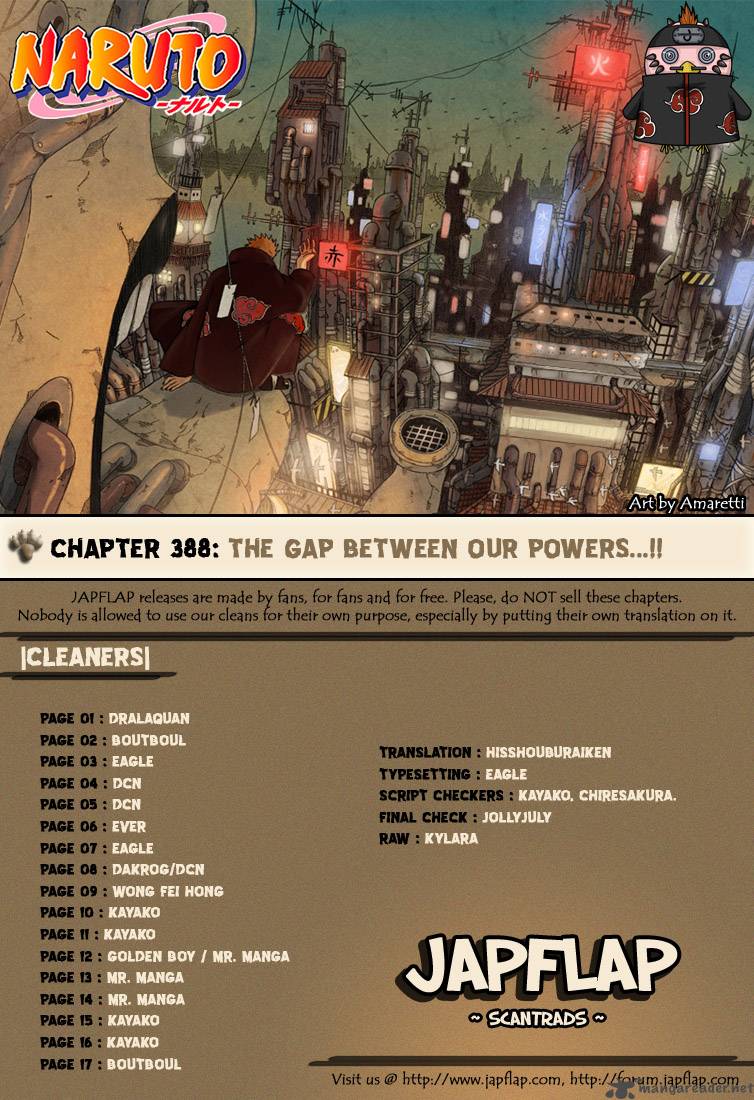 NARUTO
-ナルト-
火
赤
Art by Amaretti
CHAPTER 388: THE GAP BETWEEN OUR POWERS...!!
JAPFLAP releases are made by fans, for fans and for free. Please, do NOT sell these chapters.
Nobody is allowed to use our cleans for their own purpose, especially by putting their own translation on it.
|CLEANERS|
PAGE 01 : DRALAQUAN
PAGE 02 : BOUTBOUL
PAGE 03 : EAGLE
PAGE 04 : DCN
PAGE 05 : DCN
PAGE 06 : EVER
PAGE 07 : EAGLE
PAGE 08 : DAKROG/DCN
PAGE 09 : WONG FEI HONG
PAGE 10 : KAYAKO
PAGE 11 : KAYAKO
PAGE 12 : GOLDEN BOY / MR. MANGA
PAGE 13 : MR. MANGA
PAGE 14 : MR. MANGA
PAGE 15 : KAYAKO
PAGE 16 : KAYAKO
PAGE 17 : BOUTBOUL
TRANSLATION : HISSHOUBURAIKEN
TYPESETTING : EAGLE
SCRIPT CHECKERS : KAYAKO, CHIRESAKURA.
FINAL CHECK : JOLLYJULY
RAW : KYLARA
JAPFLAP
~ SCANTRADS ~
Visit us @ http://www.japflap.com, http://forum.japflap.com
mangareader.net